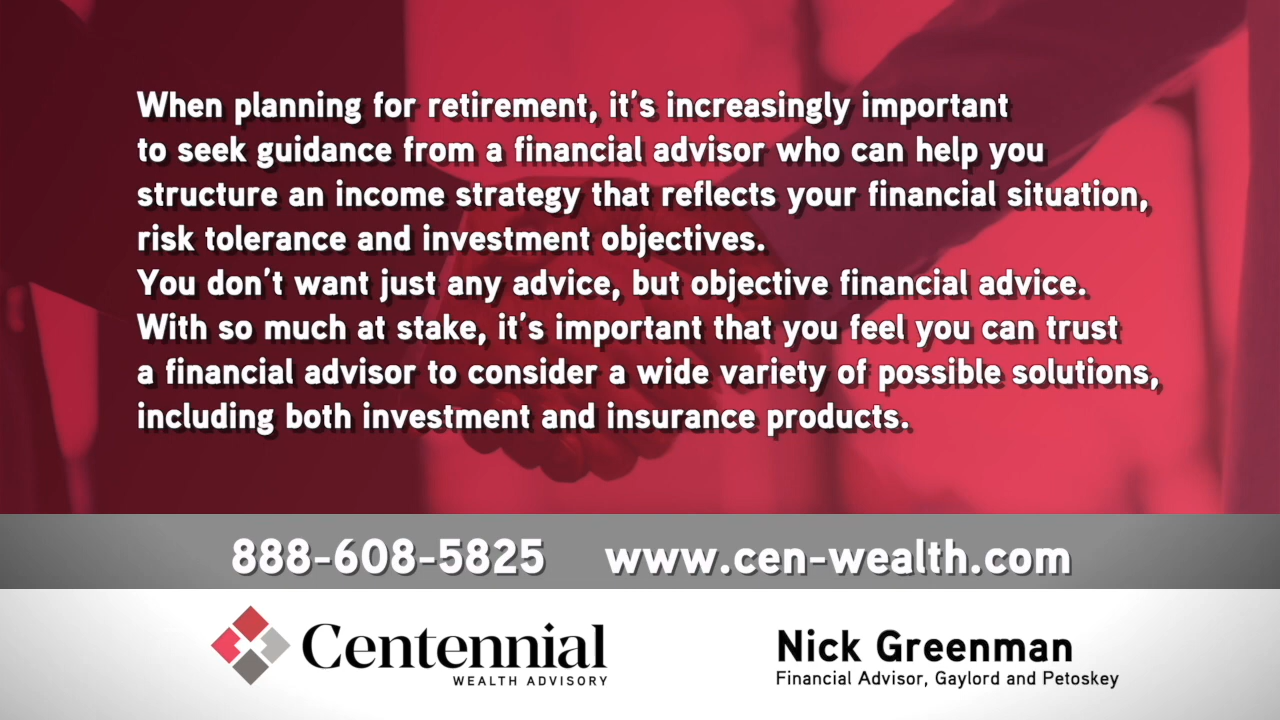 When planning for retirement, it's increasingly important
to seek guidance from a financial advisor who can help you
structure an income strategy that reflects your financial situation,
risk tolerance and investment objectives.
You don't want just any advice, but objective financial advice.
With so much at stake, it's important that you feel you can trust
a financial advisor to consider a wide variety of possible solutions,
including both investment and insurance products.
888-608-5825 www.cen-wealth.com
Centennial
WEALTH ADVISORY
Nick Greenman
Financial Advisor, Gaylord and Petoskey